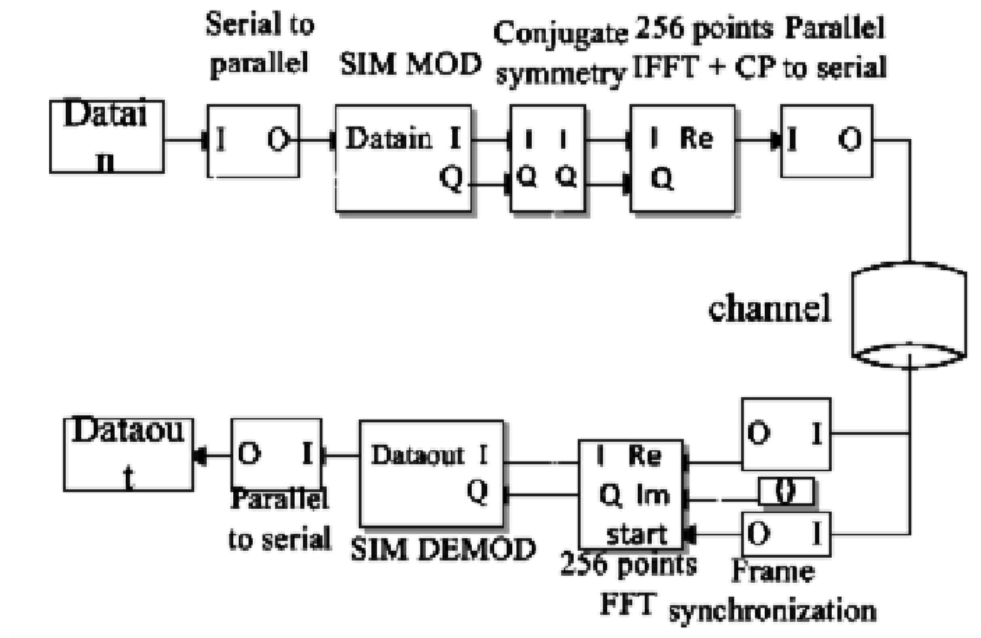 Serial to
parallel
SIM MOD
Conjugate
symmetry
256 points
IFFT + CP
Parallel
to serial
Datai
n
I O
Datain I
Q
I I
Q Q
I Re
Q
I O
channel
Dataou
t
O I
Parallel
to serial
Dataout I
Q
SIM DEMOD
I Re
Q Im
start
256 points
FFT
O I
0
O I
Frame
synchronization